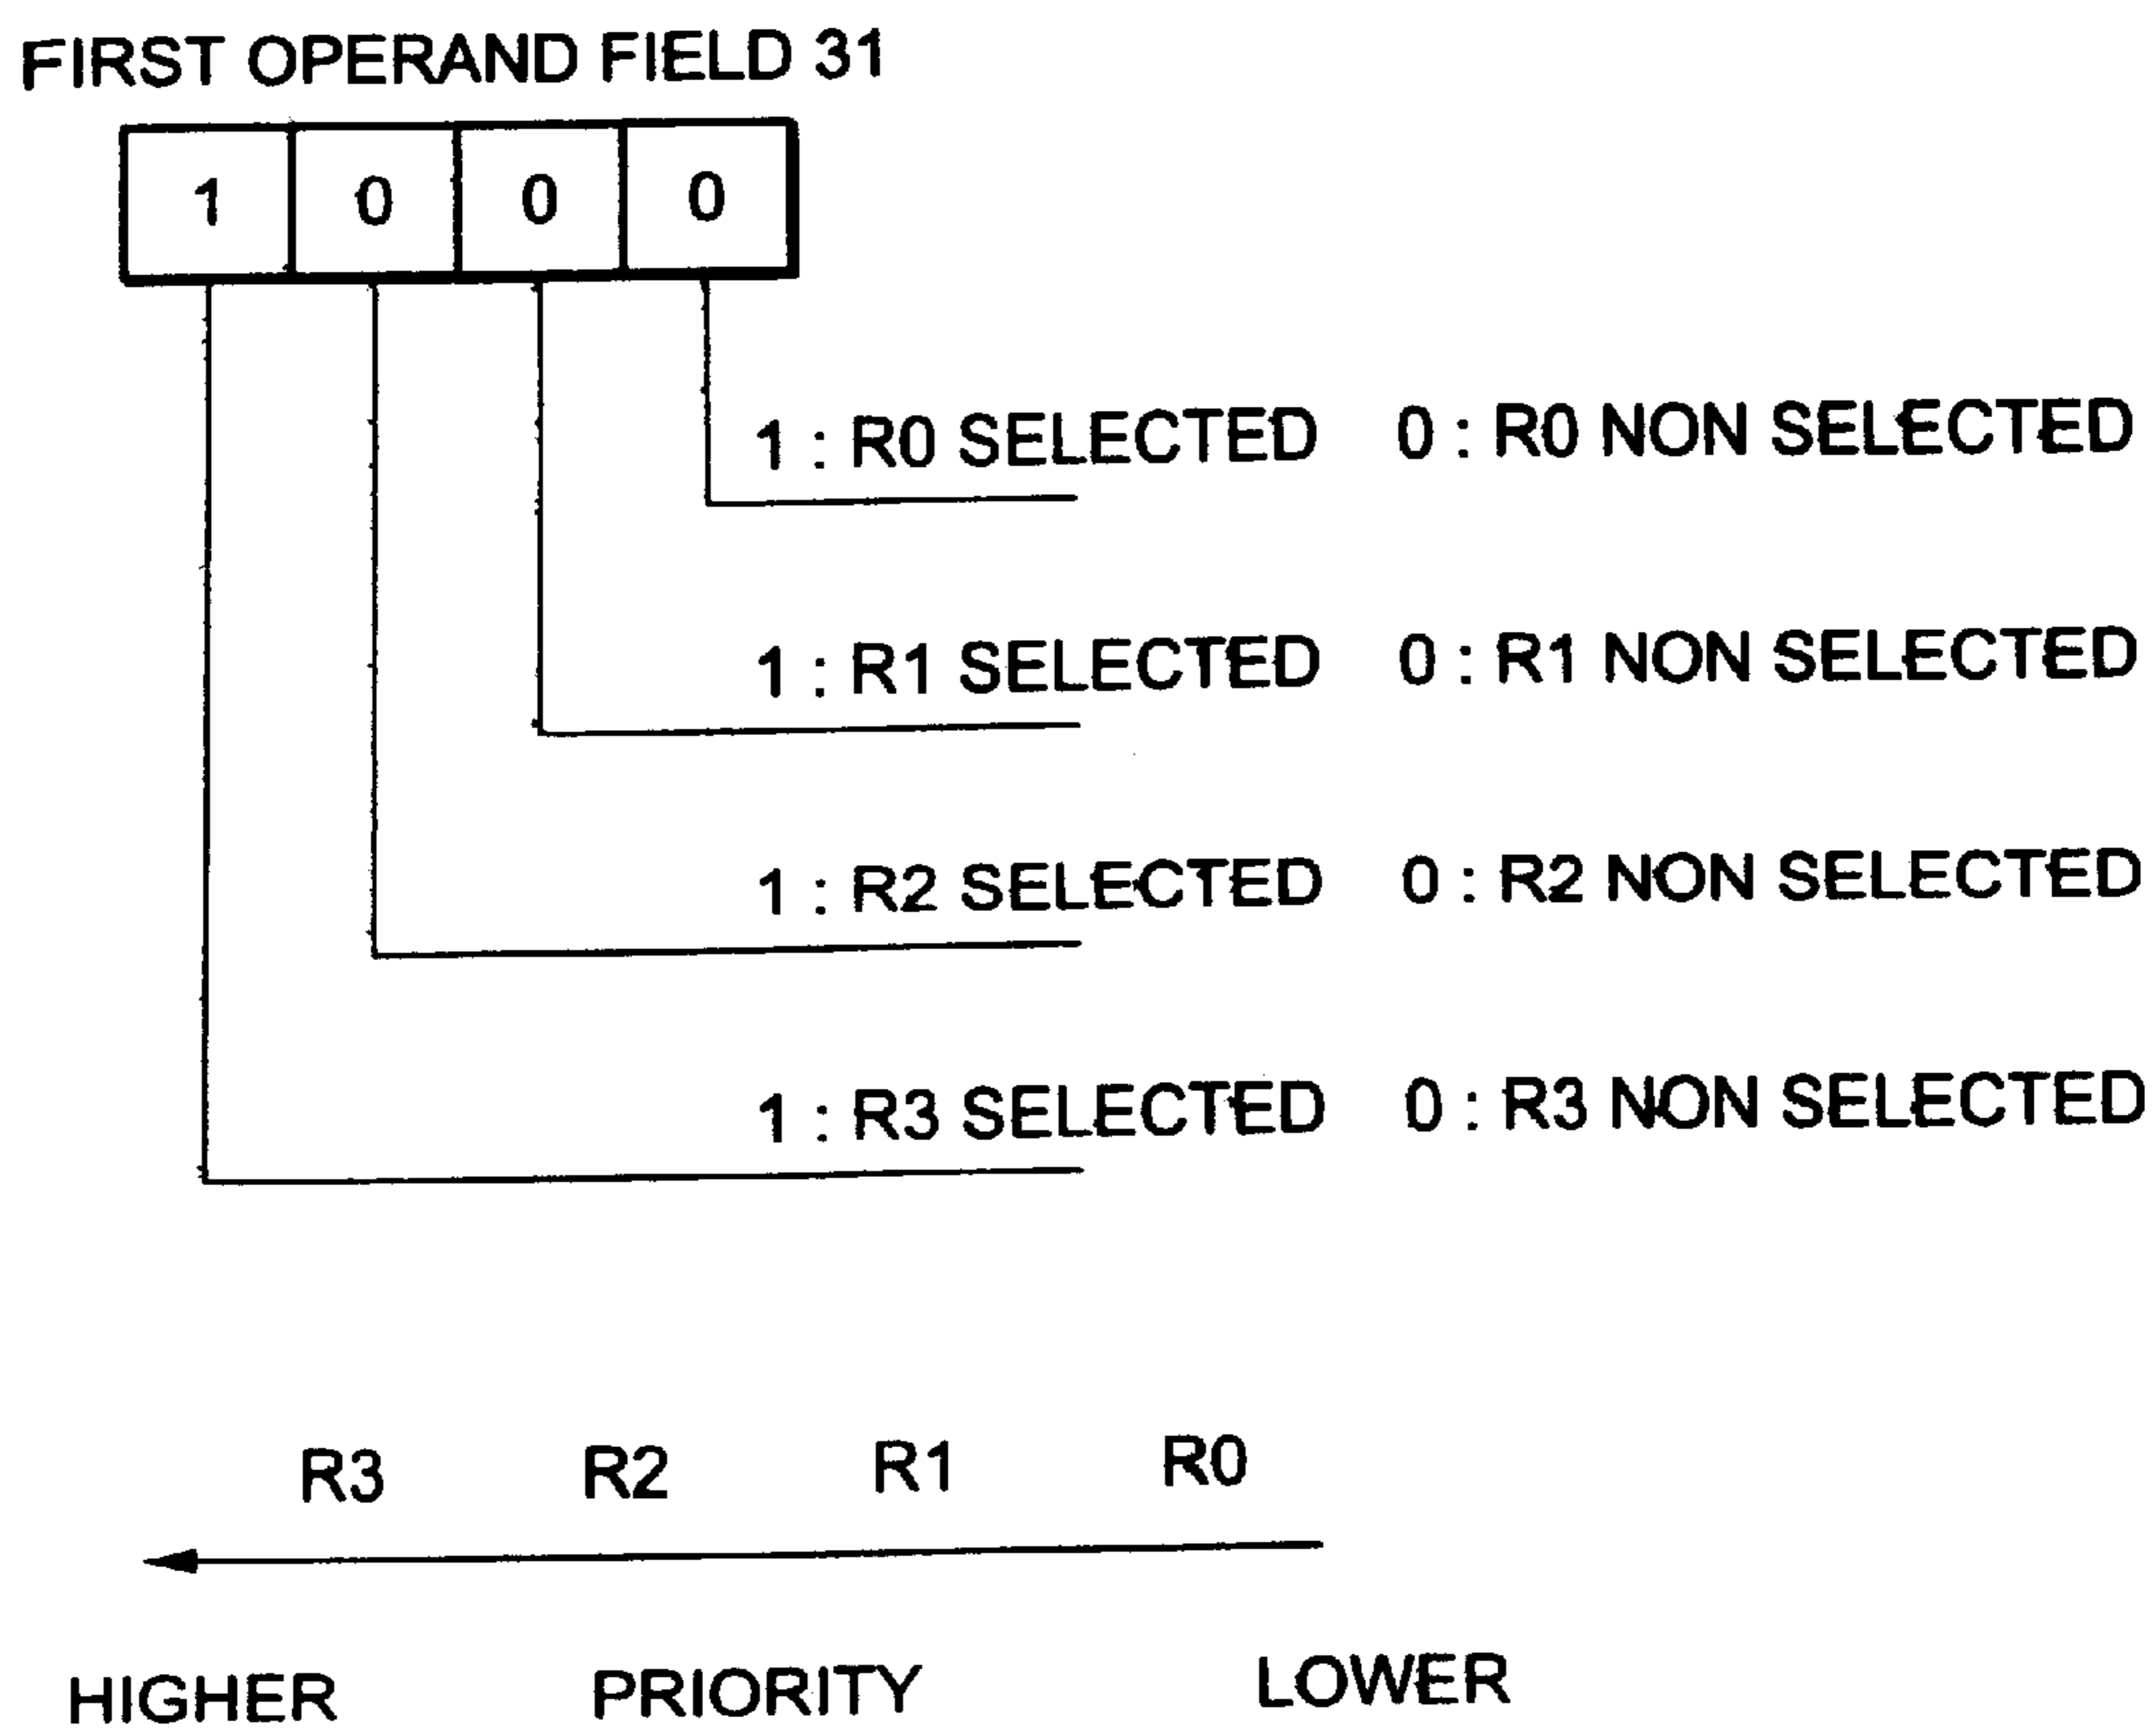 FIRST OPERAND FIELD 31
1 0 0 0
1 : R0 SELECTED 0 : R0 NON SELECTED
1 : R1 SELECTED 0 : R1 NON SELECTED
1 : R2 SELECTED 0 : R2 NON SELECTED
1 : R3 SELECTED 0 : R3 NON SELECTED
R3 R2 R1 R0
HIGHER PRIORITY LOWER